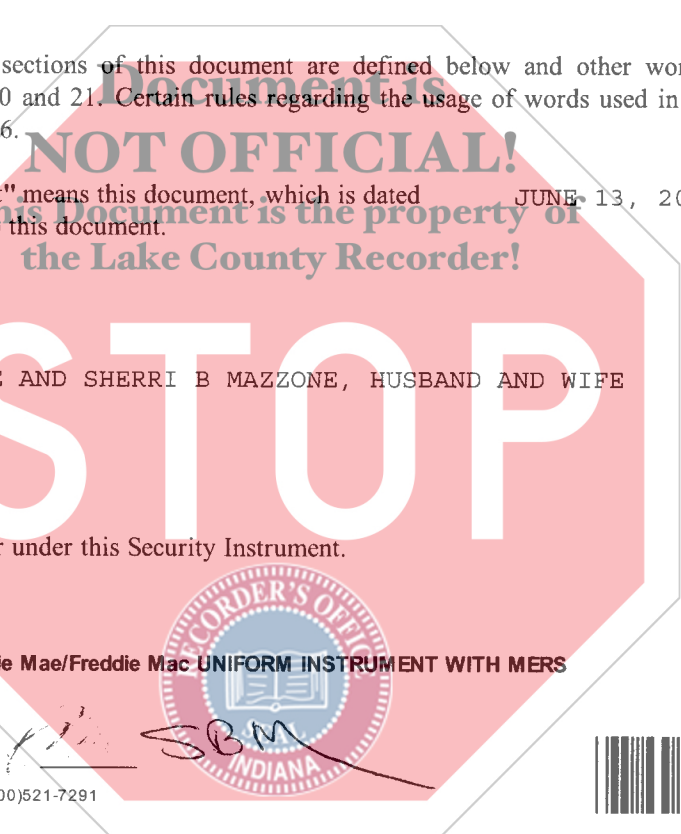 sections of this document are defined below and other wor
0 and 21. Certain rules regarding the usage of words used in
6.
Document is
NOT OFFICIAL!
" means this document, which is dated JUNE 13, 20
This Document is the property of
this document.
the Lake County Recorder!
STOP
AND SHERRI B MAZZONE, HUSBAND AND WIFE
r under this Security Instrument.
RECORDER'S OFFICE
ie Mae/Freddie Mac UNIFORM INSTRUMENT WITH MERS
SBM
INDIANA
00)521-7291